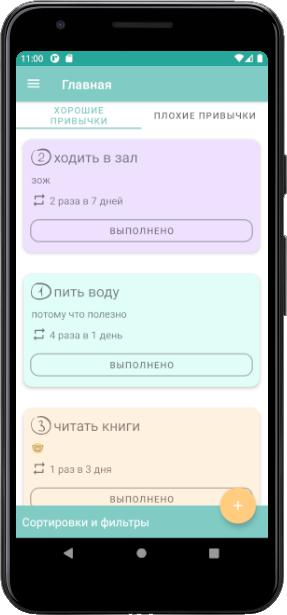 11:00
Главная
ХОРОШИЕ
ПРИВЫЧКИ
ПЛОХИЕ ПРИВЫЧКИ
2 ходить в зал
зож
2 раза в 7 дней
ВЫПОЛНЕНО
1 пить воду
потому что полезно
4 раза в 1 день
ВЫПОЛНЕНО
3 читать книги
🤓
1 раз в 3 дня
ВЫПОЛНЕНО
+
Сортировки и фильтры